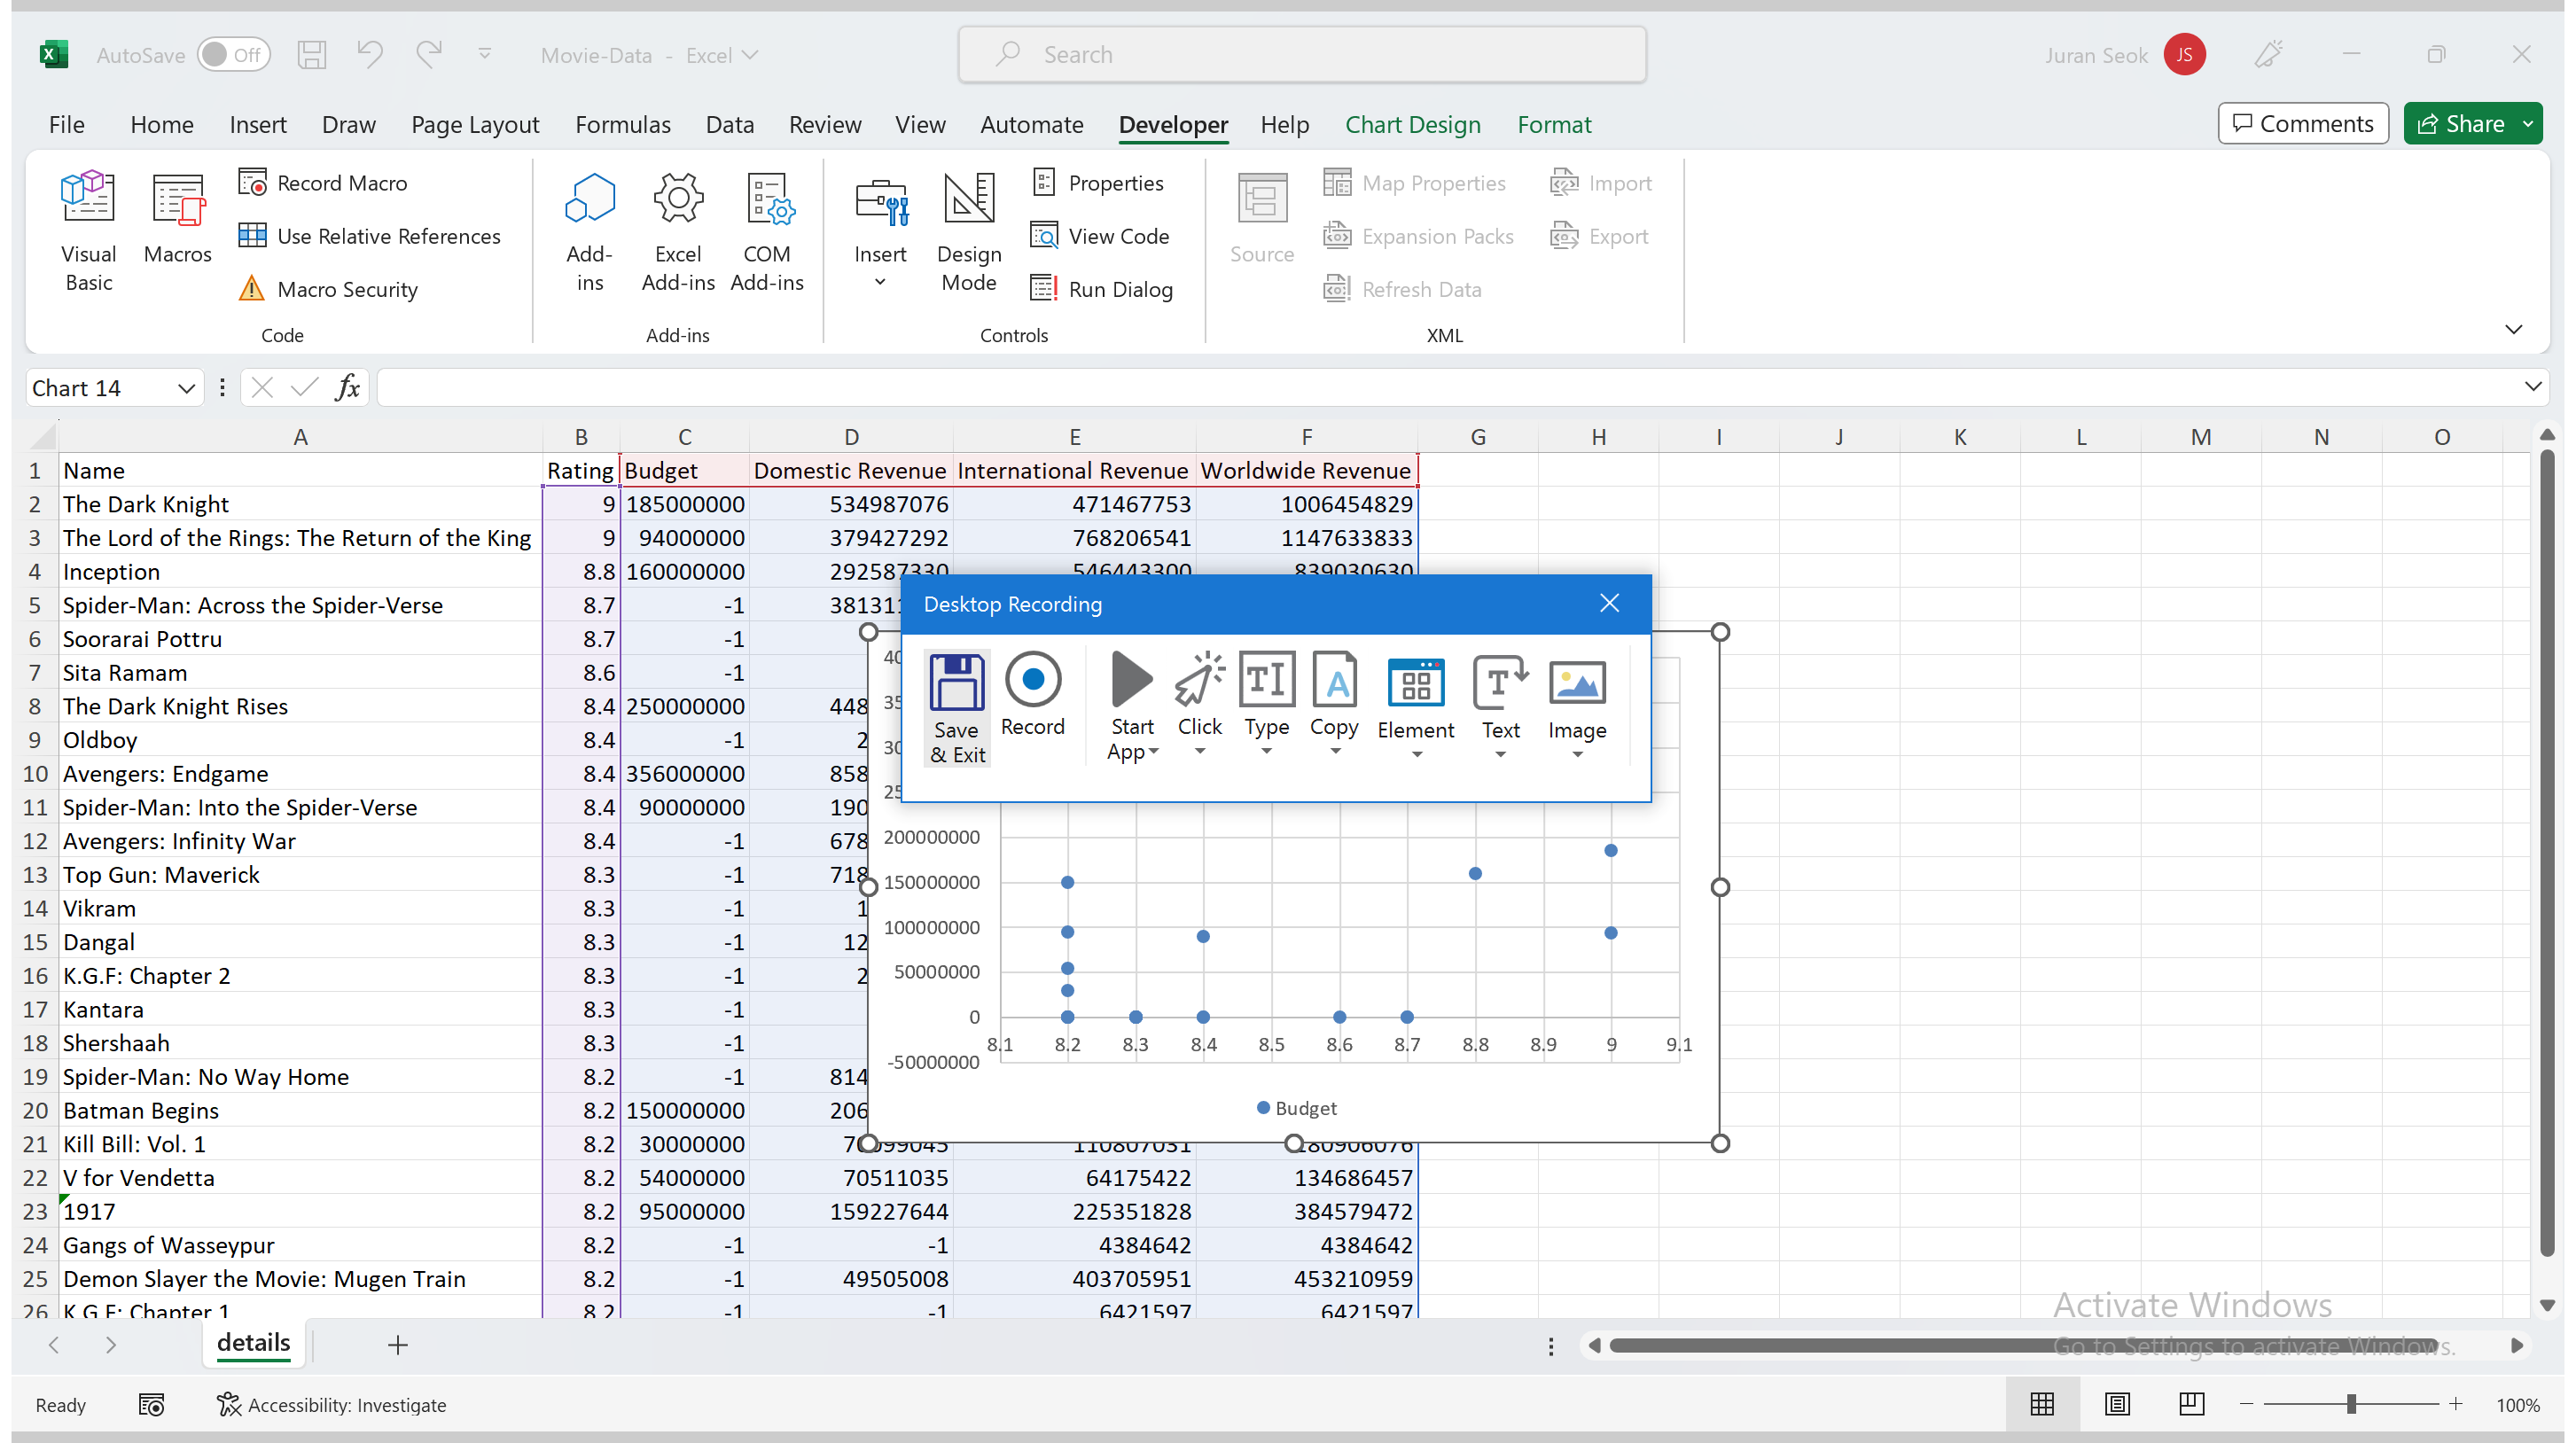 AutoSave Off Movie-Data - Excel Search Juran Seok JS
File Home Insert Draw Page Layout Formulas Data Review View Automate Developer Help Chart Design Format Comments Share
Visual Basic
Macros
Record Macro
Use Relative References
Macro Security
Code
Add-ins
Excel Add-ins
COM Add-ins
Add-ins
Insert
Design Mode
Properties
View Code
Run Dialog
Controls
Source
Map Properties
Expansion Packs
Refresh Data
Import
Export
XML
Chart 14 fx
A B C D E F G H I J K L M N O
1 Name Rating Budget Domestic Revenue International Revenue Worldwide Revenue
2 The Dark Knight 9 185000000 534987076 471467753 1006454829
3 The Lord of the Rings: The Return of the King 9 94000000 379427292 768206541 1147633833
4 Inception 8.8 160000000 292587330 546443300 839030630
5 Spider-Man: Across the Spider-Verse 8.7 -1
6 Soorarai Pottru 8.7 -1
7 Sita Ramam 8.6 -1
8 The Dark Knight Rises 8.4 250000000 448
9 Oldboy 8.4 -1 2
10 Avengers: Endgame 8.4 356000000 858
11 Spider-Man: Into the Spider-Verse 8.4 90000000 190
12 Avengers: Infinity War 8.4 -1 678
13 Top Gun: Maverick 8.3 -1 718
14 Vikram 8.3 -1 1
15 Dangal 8.3 -1 12
16 K.G.F: Chapter 2 8.3 -1 2
17 Kantara 8.3 -1
18 Shershaah 8.3 -1
19 Spider-Man: No Way Home 8.2 -1 814
20 Batman Begins 8.2 150000000 206
21 Kill Bill: Vol. 1 8.2 30000000
22 V for Vendetta 8.2 54000000 70511035 64175422 134686457
23 1917 8.2 95000000 159227644 225351828 384579472
24 Gangs of Wasseypur 8.2 -1 -1 4384642 4384642
25 Demon Slayer the Movie: Mugen Train 8.2 -1 49505008 403705951 453210959
26 K.G.F: Chapter 1 8.2 -1 -1 6421597 6421597
Desktop Recording
Save & Exit
Record
Start App
Click
Type
Copy
Element
Text
Image
200000000
150000000
100000000
50000000
0
-50000000
8.1 8.2 8.3 8.4 8.5 8.6 8.7 8.8 8.9 9 9.1
Budget
Activate Windows
Go to Settings to activate Windows.
details
Ready Accessibility: Investigate 100%